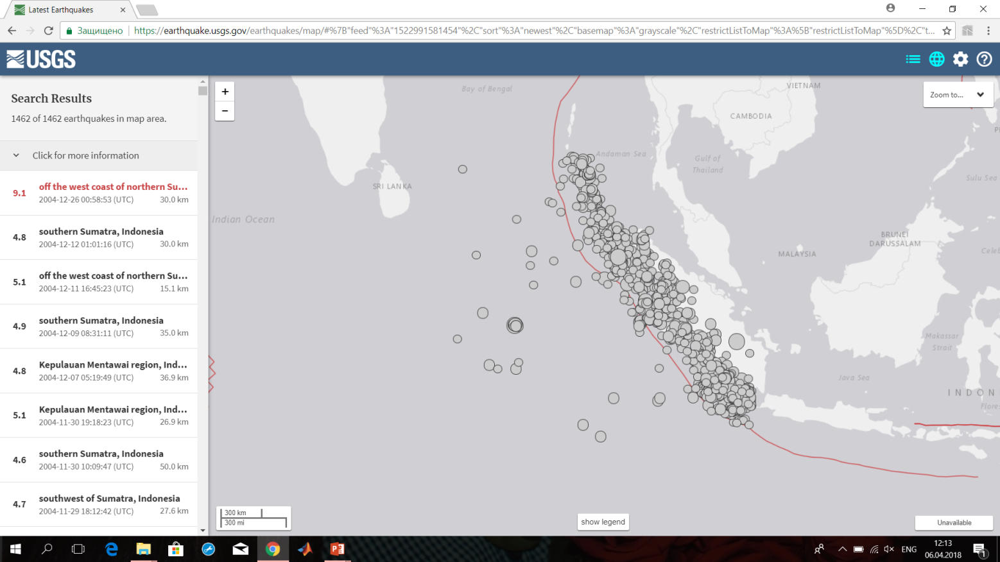 Latest Earthquakes
Защищено https://earthquake.usgs.gov/earthquakes/map/#%7B"feed"%3A"1522991581454"%2C"sort"%3A"newest"%2C"basemap"%3A"grayscale"%2C"restrictListToMap"%3A%5B"restrictListToMap"%5D%2C"t...
USGS
Search Results
1462 of 1462 earthquakes in map area.
Click for more information
9.1 off the west coast of northern Su...
2004-12-26 00:58:53 (UTC) 30.0 km
4.8 southern Sumatra, Indonesia
2004-12-12 01:01:16 (UTC) 30.0 km
5.1 off the west coast of northern Su...
2004-12-11 16:45:23 (UTC) 15.1 km
4.9 southern Sumatra, Indonesia
2004-12-09 08:31:11 (UTC) 35.0 km
4.8 Kepulauan Mentawai region, Ind...
2004-12-07 05:19:49 (UTC) 36.9 km
5.1 Kepulauan Mentawai region, Ind...
2004-11-30 19:18:23 (UTC) 26.9 km
4.6 southern Sumatra, Indonesia
2004-11-30 10:09:47 (UTC) 50.0 km
4.7 southwest of Sumatra, Indonesia
2004-11-29 18:12:42 (UTC) 27.6 km
+
−
Zoom to...
Bay of Bengal
VIETNAM
CAMBODIA
P
Andaman Sea
Gulf of
Thailand
Sulu Sea
SRI LANKA
Indian Ocean
BRUNEI
DARUSSALAM
MALAYSIA
Celeb
Makassar
Strait
Java Sea
INDON
Flores
300 km
300 mi
show legend
Unavailable
ENG
12:13
06.04.2018
1